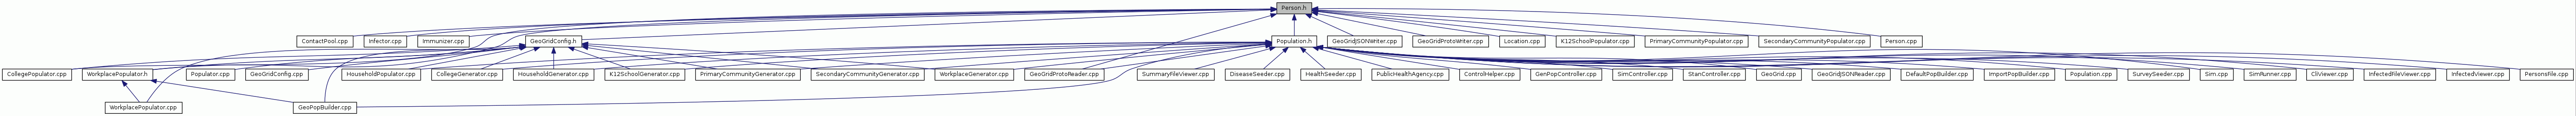 Person.h
ContactPool.cpp
Infector.cpp
Immunizer.cpp
GeoGridConfig.h
Population.h
GeoGridJSONWriter.cpp
GeoGridProtoWriter.cpp
Location.cpp
K12SchoolPopulator.cpp
PrimaryCommunityPopulator.cpp
SecondaryCommunityPopulator.cpp
Person.cpp
CollegePopulator.cpp
WorkplacePopulator.h
Populator.cpp
GeoGridConfig.cpp
HouseholdPopulator.cpp
CollegeGenerator.cpp
HouseholdGenerator.cpp
K12SchoolGenerator.cpp
PrimaryCommunityGenerator.cpp
SecondaryCommunityGenerator.cpp
WorkplaceGenerator.cpp
GeoGridProtoReader.cpp
SummaryFileViewer.cpp
DiseaseSeeder.cpp
HealthSeeder.cpp
PublicHealthAgency.cpp
ControlHelper.cpp
GenPopController.cpp
SimController.cpp
StanController.cpp
GeoGrid.cpp
GeoGridJSONReader.cpp
DefaultPopBuilder.cpp
ImportPopBuilder.cpp
Population.cpp
SurveySeeder.cpp
Sim.cpp
SimRunner.cpp
CliViewer.cpp
InfectedFileViewer.cpp
InfectedViewer.cpp
PersonsFile.cpp
WorkplacePopulator.cpp
GeoPopBuilder.cpp